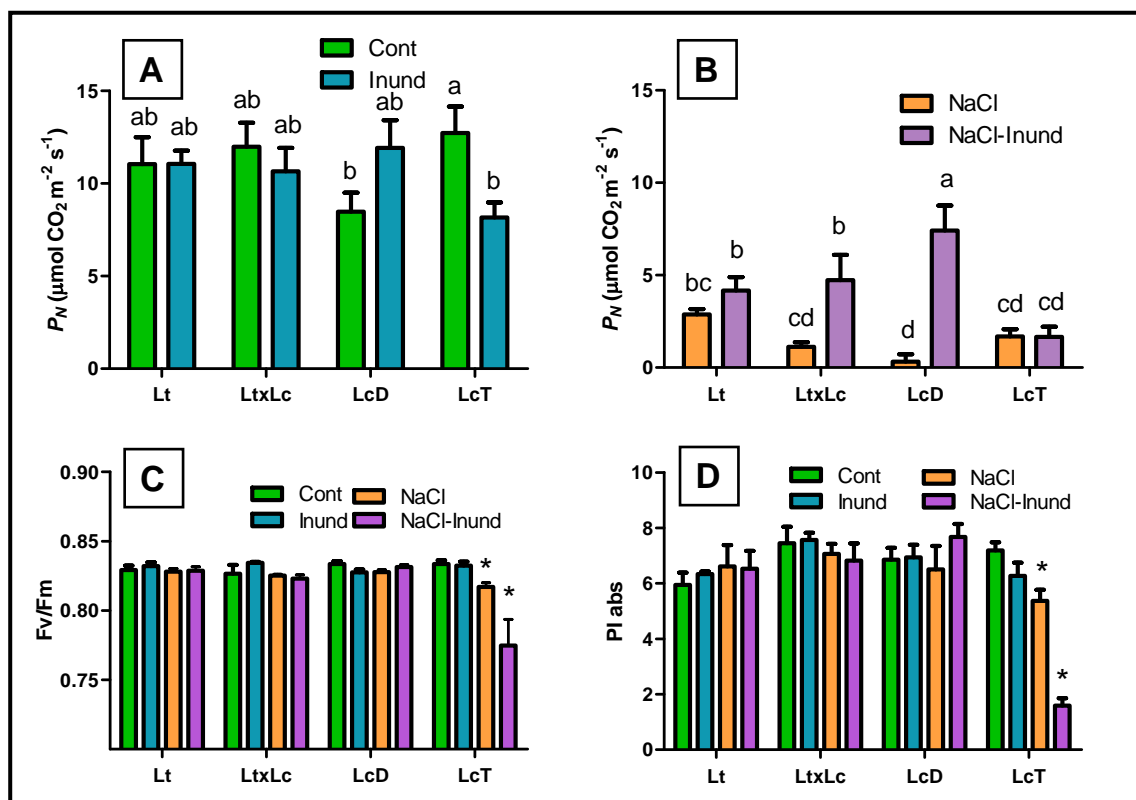 A
Cont
Inund
P_N (µmol CO₂ m⁻² s⁻¹)
15
10
5
0
ab ab ab ab b ab a b
Lt LtxLc LcD LcT
B
NaCl
NaCl-Inund
P_N (µmol CO₂ m⁻² s⁻¹)
15
10
5
0
bc b cd b d a cd cd
Lt LtxLc LcD LcT
C
Cont NaCl
Inund NaCl-Inund
Fv/Fm
0.90
0.85
0.80
0.75
* *
Lt LtxLc LcD LcT
D
Cont NaCl
Inund NaCl-Inund
PI abs
10
8
6
4
2
0
* *
Lt LtxLc LcD LcT